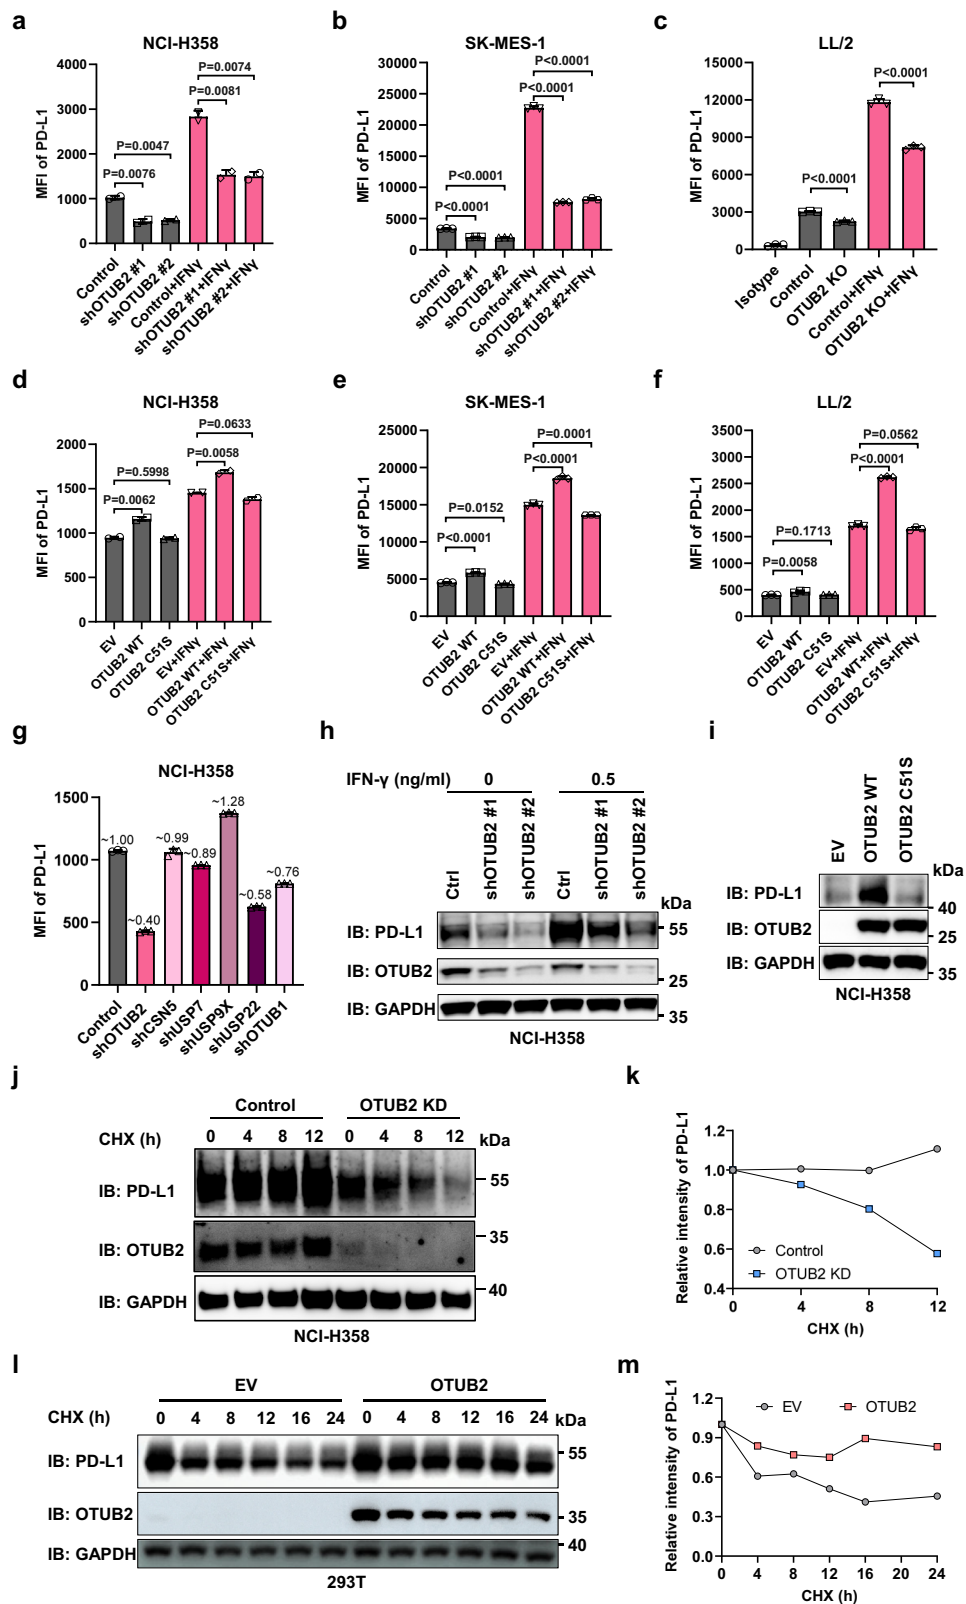 a
NCI-H358
MFI of PD-L1
4000
3000
2000
1000
0
P=0.0074
P=0.0081
P=0.0047
P=0.0076
Control
shOTUB2 #1
shOTUB2 #2
Control+IFNγ
shOTUB2 #1+IFNγ
shOTUB2 #2+IFNγ
b
SK-MES-1
MFI of PD-L1
30000
25000
20000
15000
10000
5000
0
P<0.0001
P<0.0001
P<0.0001
P<0.0001
Control
shOTUB2 #1
shOTUB2 #2
Control+IFNγ
shOTUB2 #1+IFNγ
shOTUB2 #2+IFNγ
c
LL/2
MFI of PD-L1
15000
12000
9000
6000
3000
0
P<0.0001
P<0.0001
Isotype
Control
OTUB2 KO
Control+IFNγ
OTUB2 KO+IFNγ
d
NCI-H358
MFI of PD-L1
2000
1500
1000
500
0
P=0.0633
P=0.0058
P=0.5998
P=0.0062
EV
OTUB2 WT
OTUB2 C51S
EV+IFNγ
OTUB2 WT+IFNγ
OTUB2 C51S+IFNγ
e
SK-MES-1
MFI of PD-L1
25000
20000
15000
10000
5000
0
P=0.0001
P<0.0001
P=0.0152
P<0.0001
EV
OTUB2 WT
OTUB2 C51S
EV+IFNγ
OTUB2 WT+IFNγ
OTUB2 C51S+IFNγ
f
LL/2
MFI of PD-L1
3500
3000
2500
2000
1500
1000
500
0
P=0.0562
P<0.0001
P=0.1713
P=0.0058
EV
OTUB2 WT
OTUB2 C51S
EV+IFNγ
OTUB2 WT+IFNγ
OTUB2 C51S+IFNγ
g
NCI-H358
MFI of PD-L1
1500
1000
500
0
~1.00
~0.40
~0.99
~0.89
~1.28
~0.58
~0.76
Control
shOTUB2
shCSN5
shUSP7
shUSP9X
shUSP22
shOTUB1
h
IFN-γ (ng/ml) 0 0.5
Ctrl
shOTUB2 #1
shOTUB2 #2
Ctrl
shOTUB2 #1
shOTUB2 #2
kDa
IB: PD-L1 55
IB: OTUB2 25
IB: GAPDH 35
NCI-H358
i
EV
OTUB2 WT
OTUB2 C51S
kDa
IB: PD-L1 40
IB: OTUB2 25
IB: GAPDH 35
NCI-H358
j
Control OTUB2 KD
CHX (h) 0 4 8 12 0 4 8 12 kDa
IB: PD-L1 55
IB: OTUB2 35
IB: GAPDH 40
NCI-H358
k
Relative intensity of PD-L1
1.2
1.0
0.8
0.6
0.4
Control
OTUB2 KD
0 4 8 12
CHX (h)
l
EV OTUB2
CHX (h) 0 4 8 12 16 24 0 4 8 12 16 24 kDa
IB: PD-L1 55
IB: OTUB2 35
IB: GAPDH 40
293T
m
Relative intensity of PD-L1
1.2
0.9
0.6
0.3
0.0
EV OTUB2
0 4 8 12 16 20 24
CHX (h)